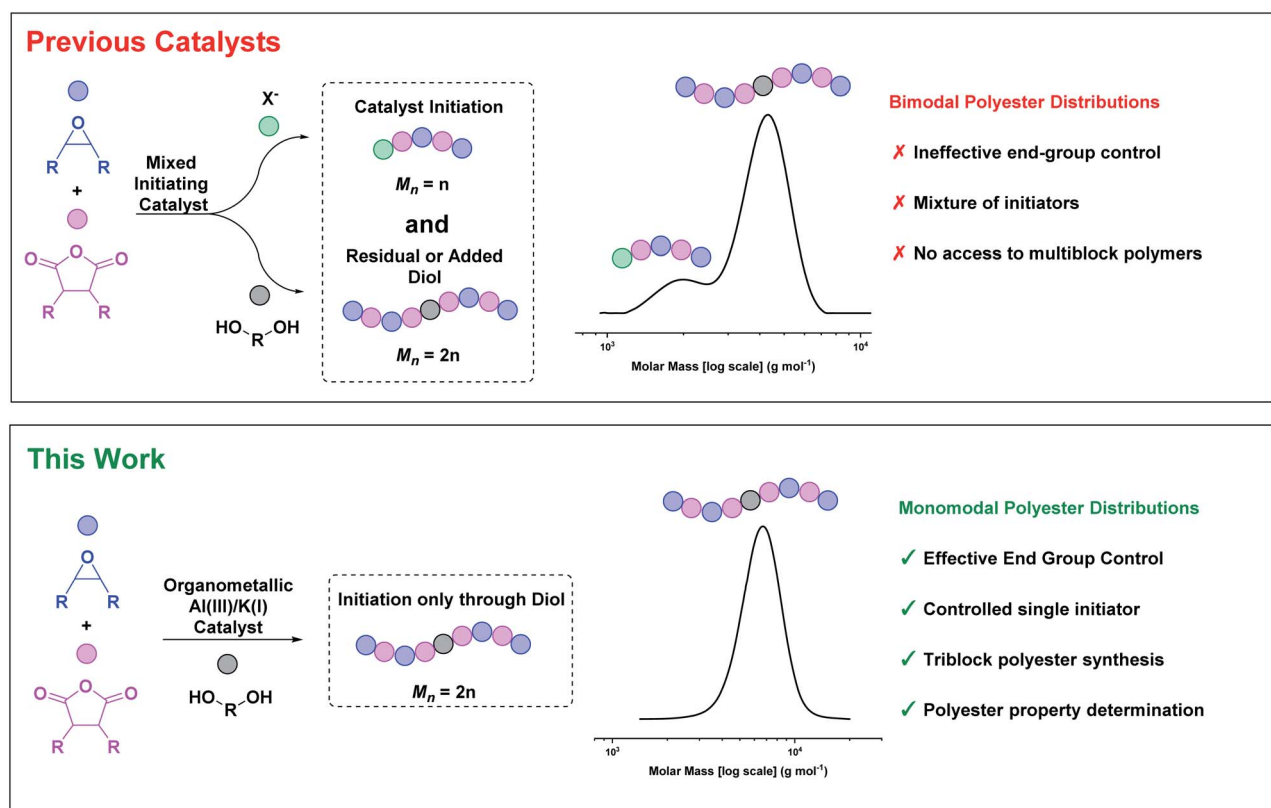 Previous Catalysts
O
R R
+
O O O
R R
Mixed
Initiating
Catalyst
X⁻
HO R OH
Catalyst Initiation
Mₙ = n
and
Residual or Added
Diol
Mₙ = 2n
10³ 10⁴
Molar Mass [log scale] (g mol⁻¹)
Bimodal Polyester Distributions
✗ Ineffective end-group control
✗ Mixture of initiators
✗ No access to multiblock polymers
This Work
O
R R
+
O O O
R R
Organometallic
Al(III)/K(I)
Catalyst
HO R OH
Initiation only through Diol
Mₙ = 2n
10³ 10⁴
Molar Mass [log scale] (g mol⁻¹)
Monomodal Polyester Distributions
✓ Effective End Group Control
✓ Controlled single initiator
✓ Triblock polyester synthesis
✓ Polyester property determination